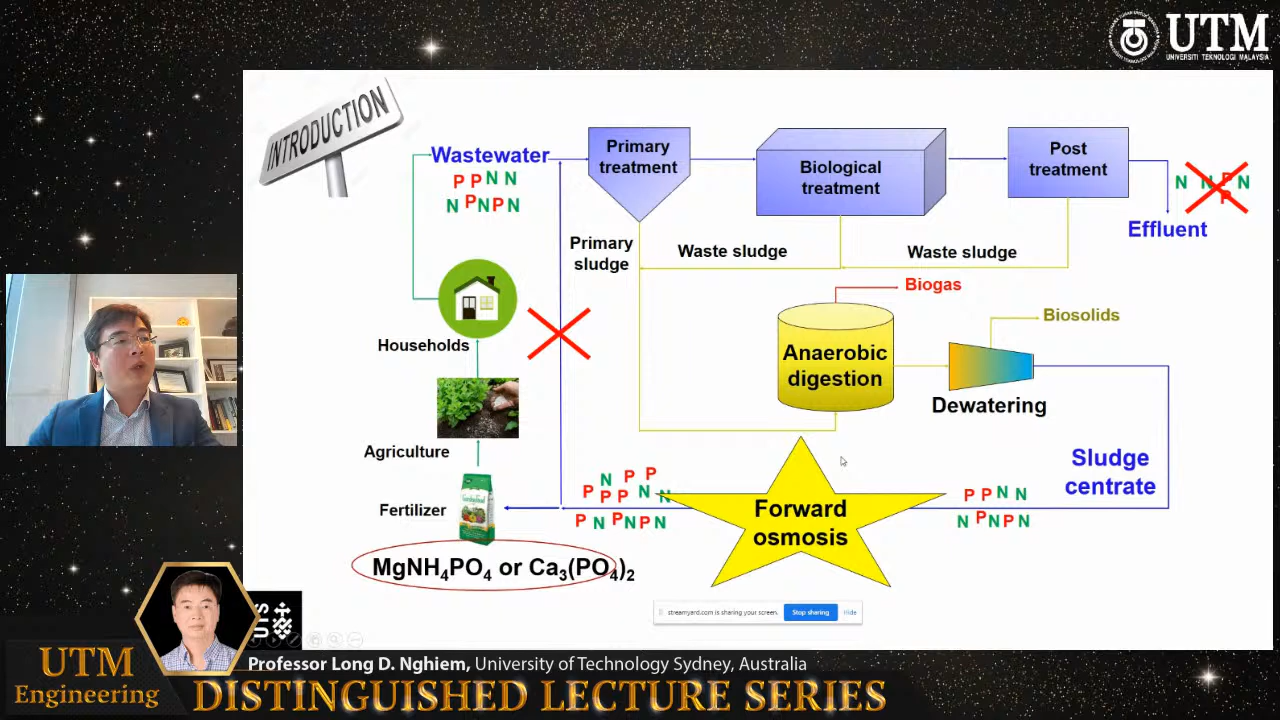 UTM
UNIVERSITI TEKNOLOGI MALAYSIA
INTRODUCTION
Wastewater
P P N N
N P N P N
Primary
treatment
Biological
treatment
Post
treatment
N N P N
P
Effluent
Primary
sludge
Waste sludge
Waste sludge
Biogas
Biosolids
Anaerobic
digestion
Dewatering
Households
Agriculture
Fertilizer
Sludge
centrate
Forward
osmosis
P N P P
P P N N
P N P N P N
P P N N
N P N P N
MgNH₄PO₄ or Ca₃(PO₄)₂
streamyard.com is sharing your screen.
Stop sharing
Hide
UTS
Professor Long D. Nghiem, University of Technology Sydney, Australia
UTM
Engineering
DISTINGUISHED LECTURE SERIES